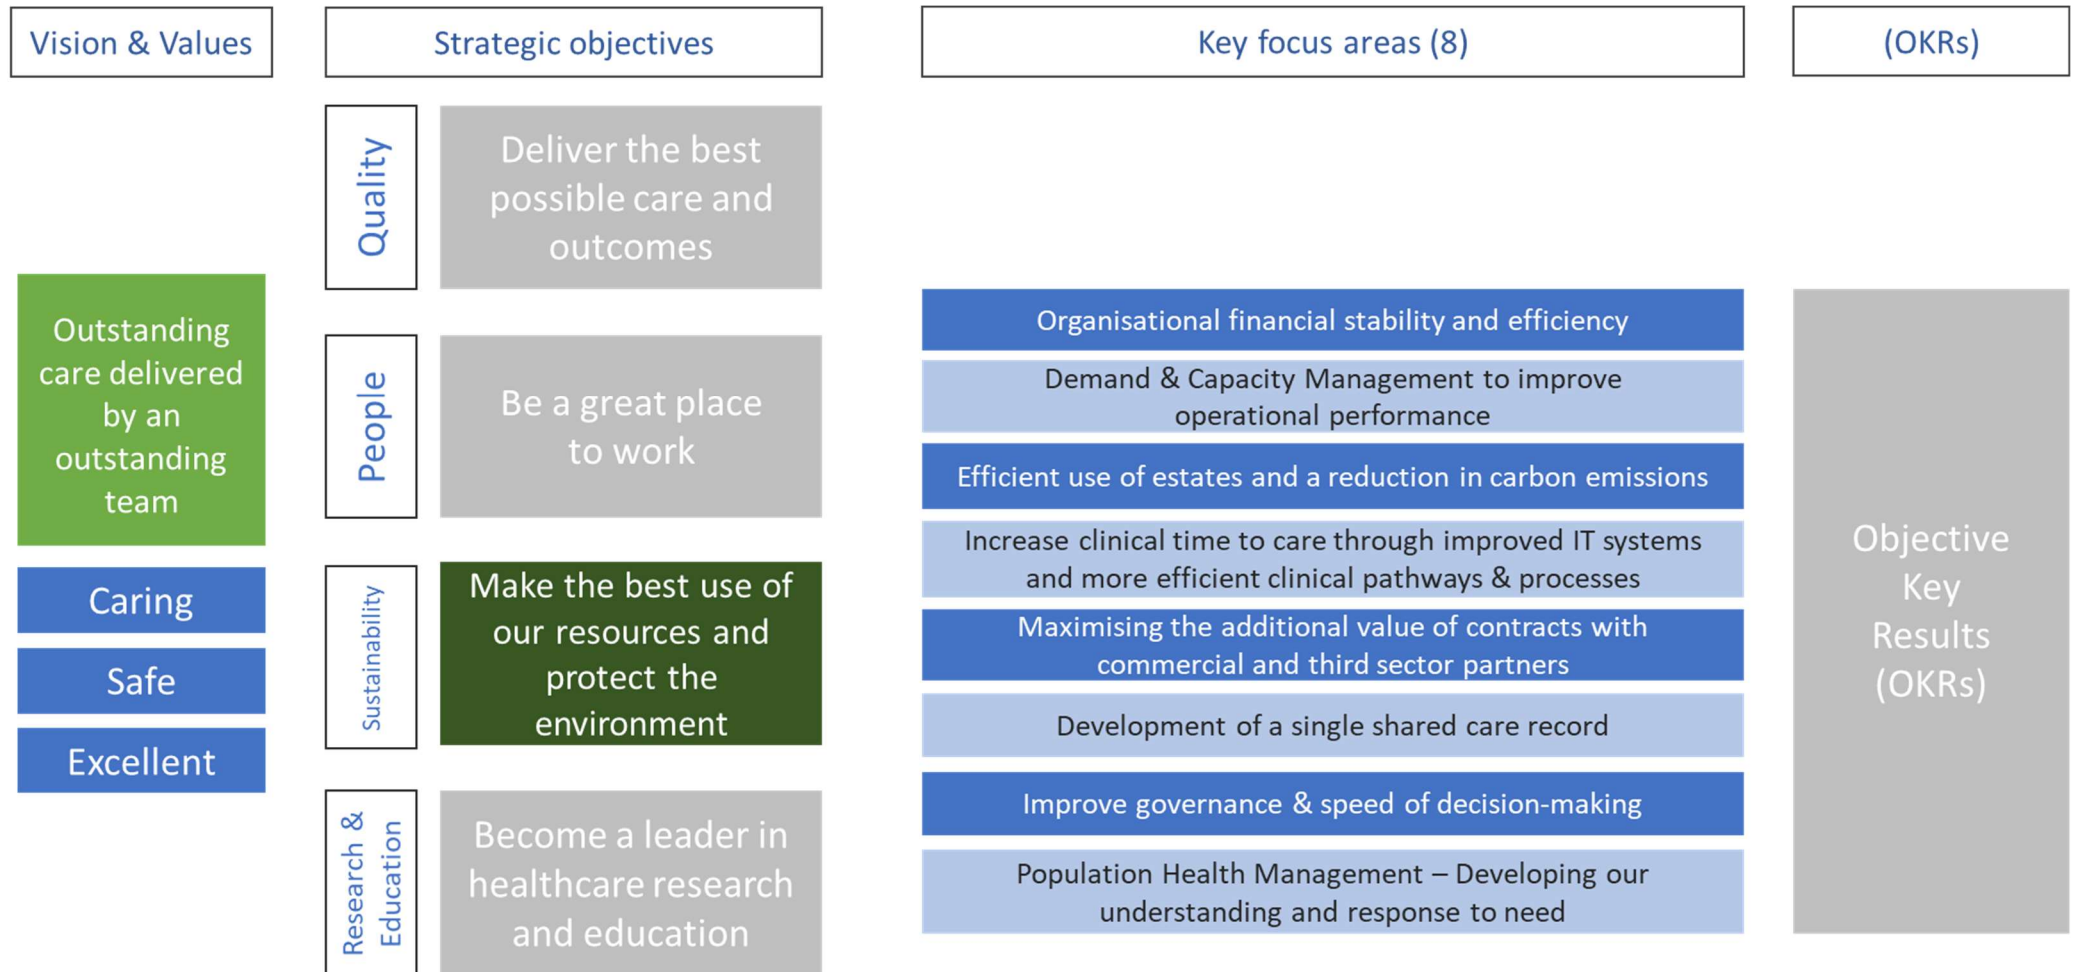 Vision & Values
Strategic objectives
Key focus areas (8)
(OKRs)
Outstanding
care delivered
by an
outstanding
team
Caring
Safe
Excellent
Quality
Deliver the best
possible care and
outcomes
People
Be a great place
to work
Sustainability
Make the best use of
our resources and
protect the
environment
Research &
Education
Become a leader in
healthcare research
and education
Organisational financial stability and efficiency
Demand & Capacity Management to improve
operational performance
Efficient use of estates and a reduction in carbon emissions
Increase clinical time to care through improved IT systems
and more efficient clinical pathways & processes
Maximising the additional value of contracts with
commercial and third sector partners
Development of a single shared care record
Improve governance & speed of decision-making
Population Health Management – Developing our
understanding and response to need
Objective
Key
Results
(OKRs)